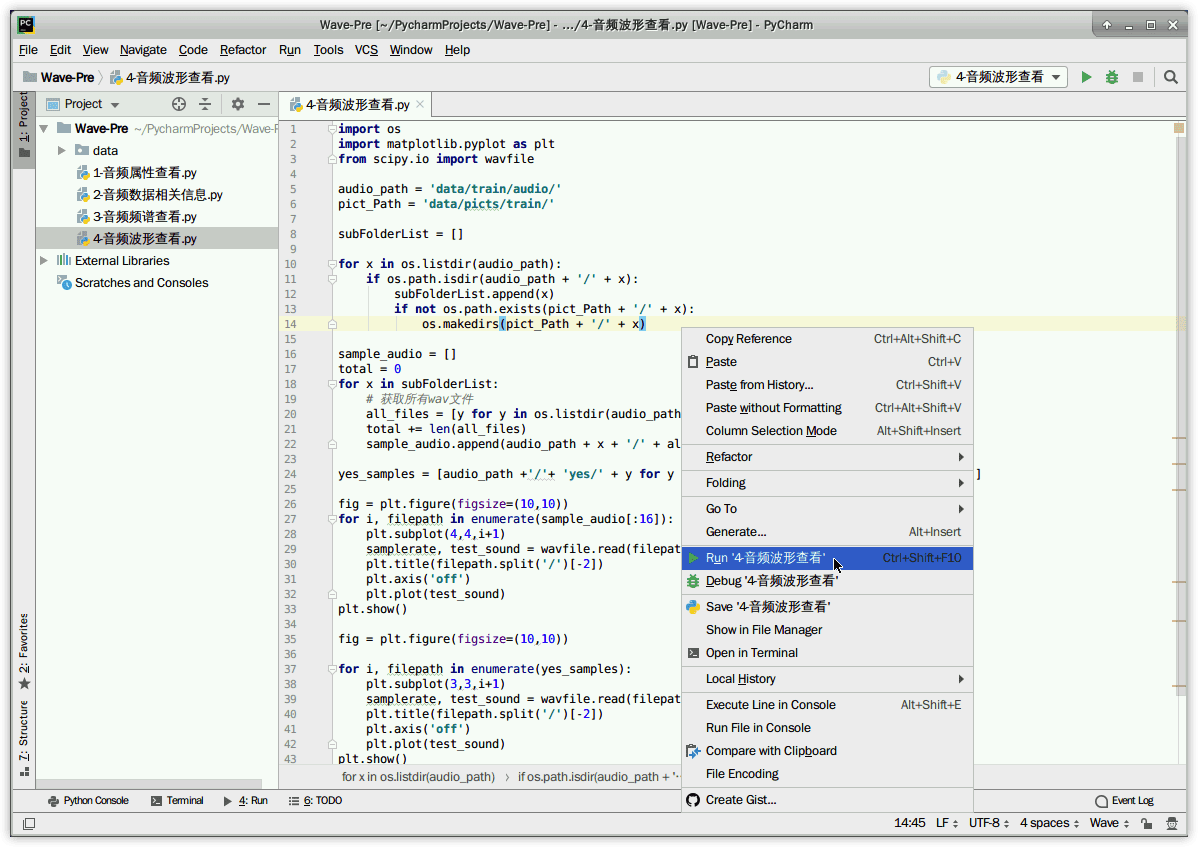 PC
Wave-Pre [~/PycharmProjects/Wave-Pre] - .../4-音频波形查看.py [Wave-Pre] - PyCharm
File Edit View Navigate Code Refactor Run Tools VCS Window Help
Wave-Pre 4-音频波形查看.py
4-音频波形查看
1: Project
Project
4-音频波形查看.py
Wave-Pre ~/PycharmProjects/Wave-P
data
1-音频属性查看.py
2-音频数据相关信息.py
3-音频频谱查看.py
4-音频波形查看.py
External Libraries
Scratches and Consoles
2: Favorites
7: Structure
1 import os
2 import matplotlib.pyplot as plt
3 from scipy.io import wavfile
4
5 audio_path = 'data/train/audio/'
6 pict_Path = 'data/picts/train/'
7
8 subFolderList = []
9
10 for x in os.listdir(audio_path):
11 if os.path.isdir(audio_path + '/' + x):
12 subFolderList.append(x)
13 if not os.path.exists(pict_Path + '/' + x):
14 os.makedirs(pict_Path + '/' + x)
15
16 sample_audio = []
17 total = 0
18 for x in subFolderList:
19 # 获取所有wav文件
20 all_files = [y for y in os.listdir(audio_path
21 total += len(all_files)
22 sample_audio.append(audio_path + x + '/' + al
23
24 yes_samples = [audio_path +'/'+ 'yes/' + y for y ]
25
26 fig = plt.figure(figsize=(10,10))
27 for i, filepath in enumerate(sample_audio[:16]):
28 plt.subplot(4,4,i+1)
29 samplerate, test_sound = wavfile.read(filepat
30 plt.title(filepath.split('/')[-2])
31 plt.axis('off')
32 plt.plot(test_sound)
33 plt.show()
34
35 fig = plt.figure(figsize=(10,10))
36
37 for i, filepath in enumerate(yes_samples):
38 plt.subplot(3,3,i+1)
39 samplerate, test_sound = wavfile.read(filepat
40 plt.title(filepath.split('/')[-2])
41 plt.axis('off')
42 plt.plot(test_sound)
43 plt.show()
for x in os.listdir(audio_path) › if os.path.isdir(audio_path + '
Copy Reference Ctrl+Alt+Shift+C
Paste Ctrl+V
Paste from History... Ctrl+Shift+V
Paste without Formatting Ctrl+Alt+Shift+V
Column Selection Mode Alt+Shift+Insert
Refactor
Folding
Go To
Generate... Alt+Insert
Run '4-音频波形查看' Ctrl+Shift+F10
Debug '4-音频波形查看'
Save '4-音频波形查看'
Show in File Manager
Open in Terminal
Local History
Execute Line in Console Alt+Shift+E
Run File in Console
Compare with Clipboard
File Encoding
Create Gist...
Python Console Terminal 4: Run 6: TODO Event Log
14:45 LF UTF-8 4 spaces Wave